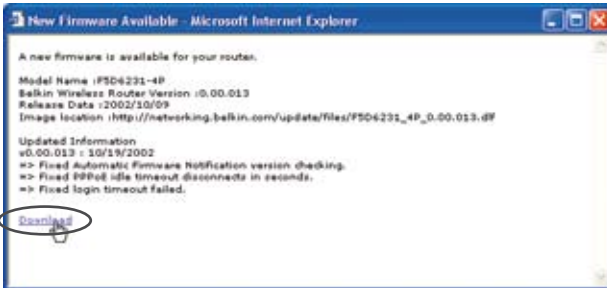 New Firmware Available - Microsoft Internet Explorer
A new firmware is available for your router.
Model Name :F5D6231-4P
Belkin Wireless Router Version :0.00.013
Release Data :2002/10/09
Image location :http://networking.belkin.com/update/files/F5D6231_4P_0.00.013.dlf
Updated Information
v0.00.013 : 10/19/2002
=> Fixed Automatic Firmware Notification version checking.
=> Fixed PPPoE idle timeout disconnects in seconds.
=> Fixed login timeout failed.
Download